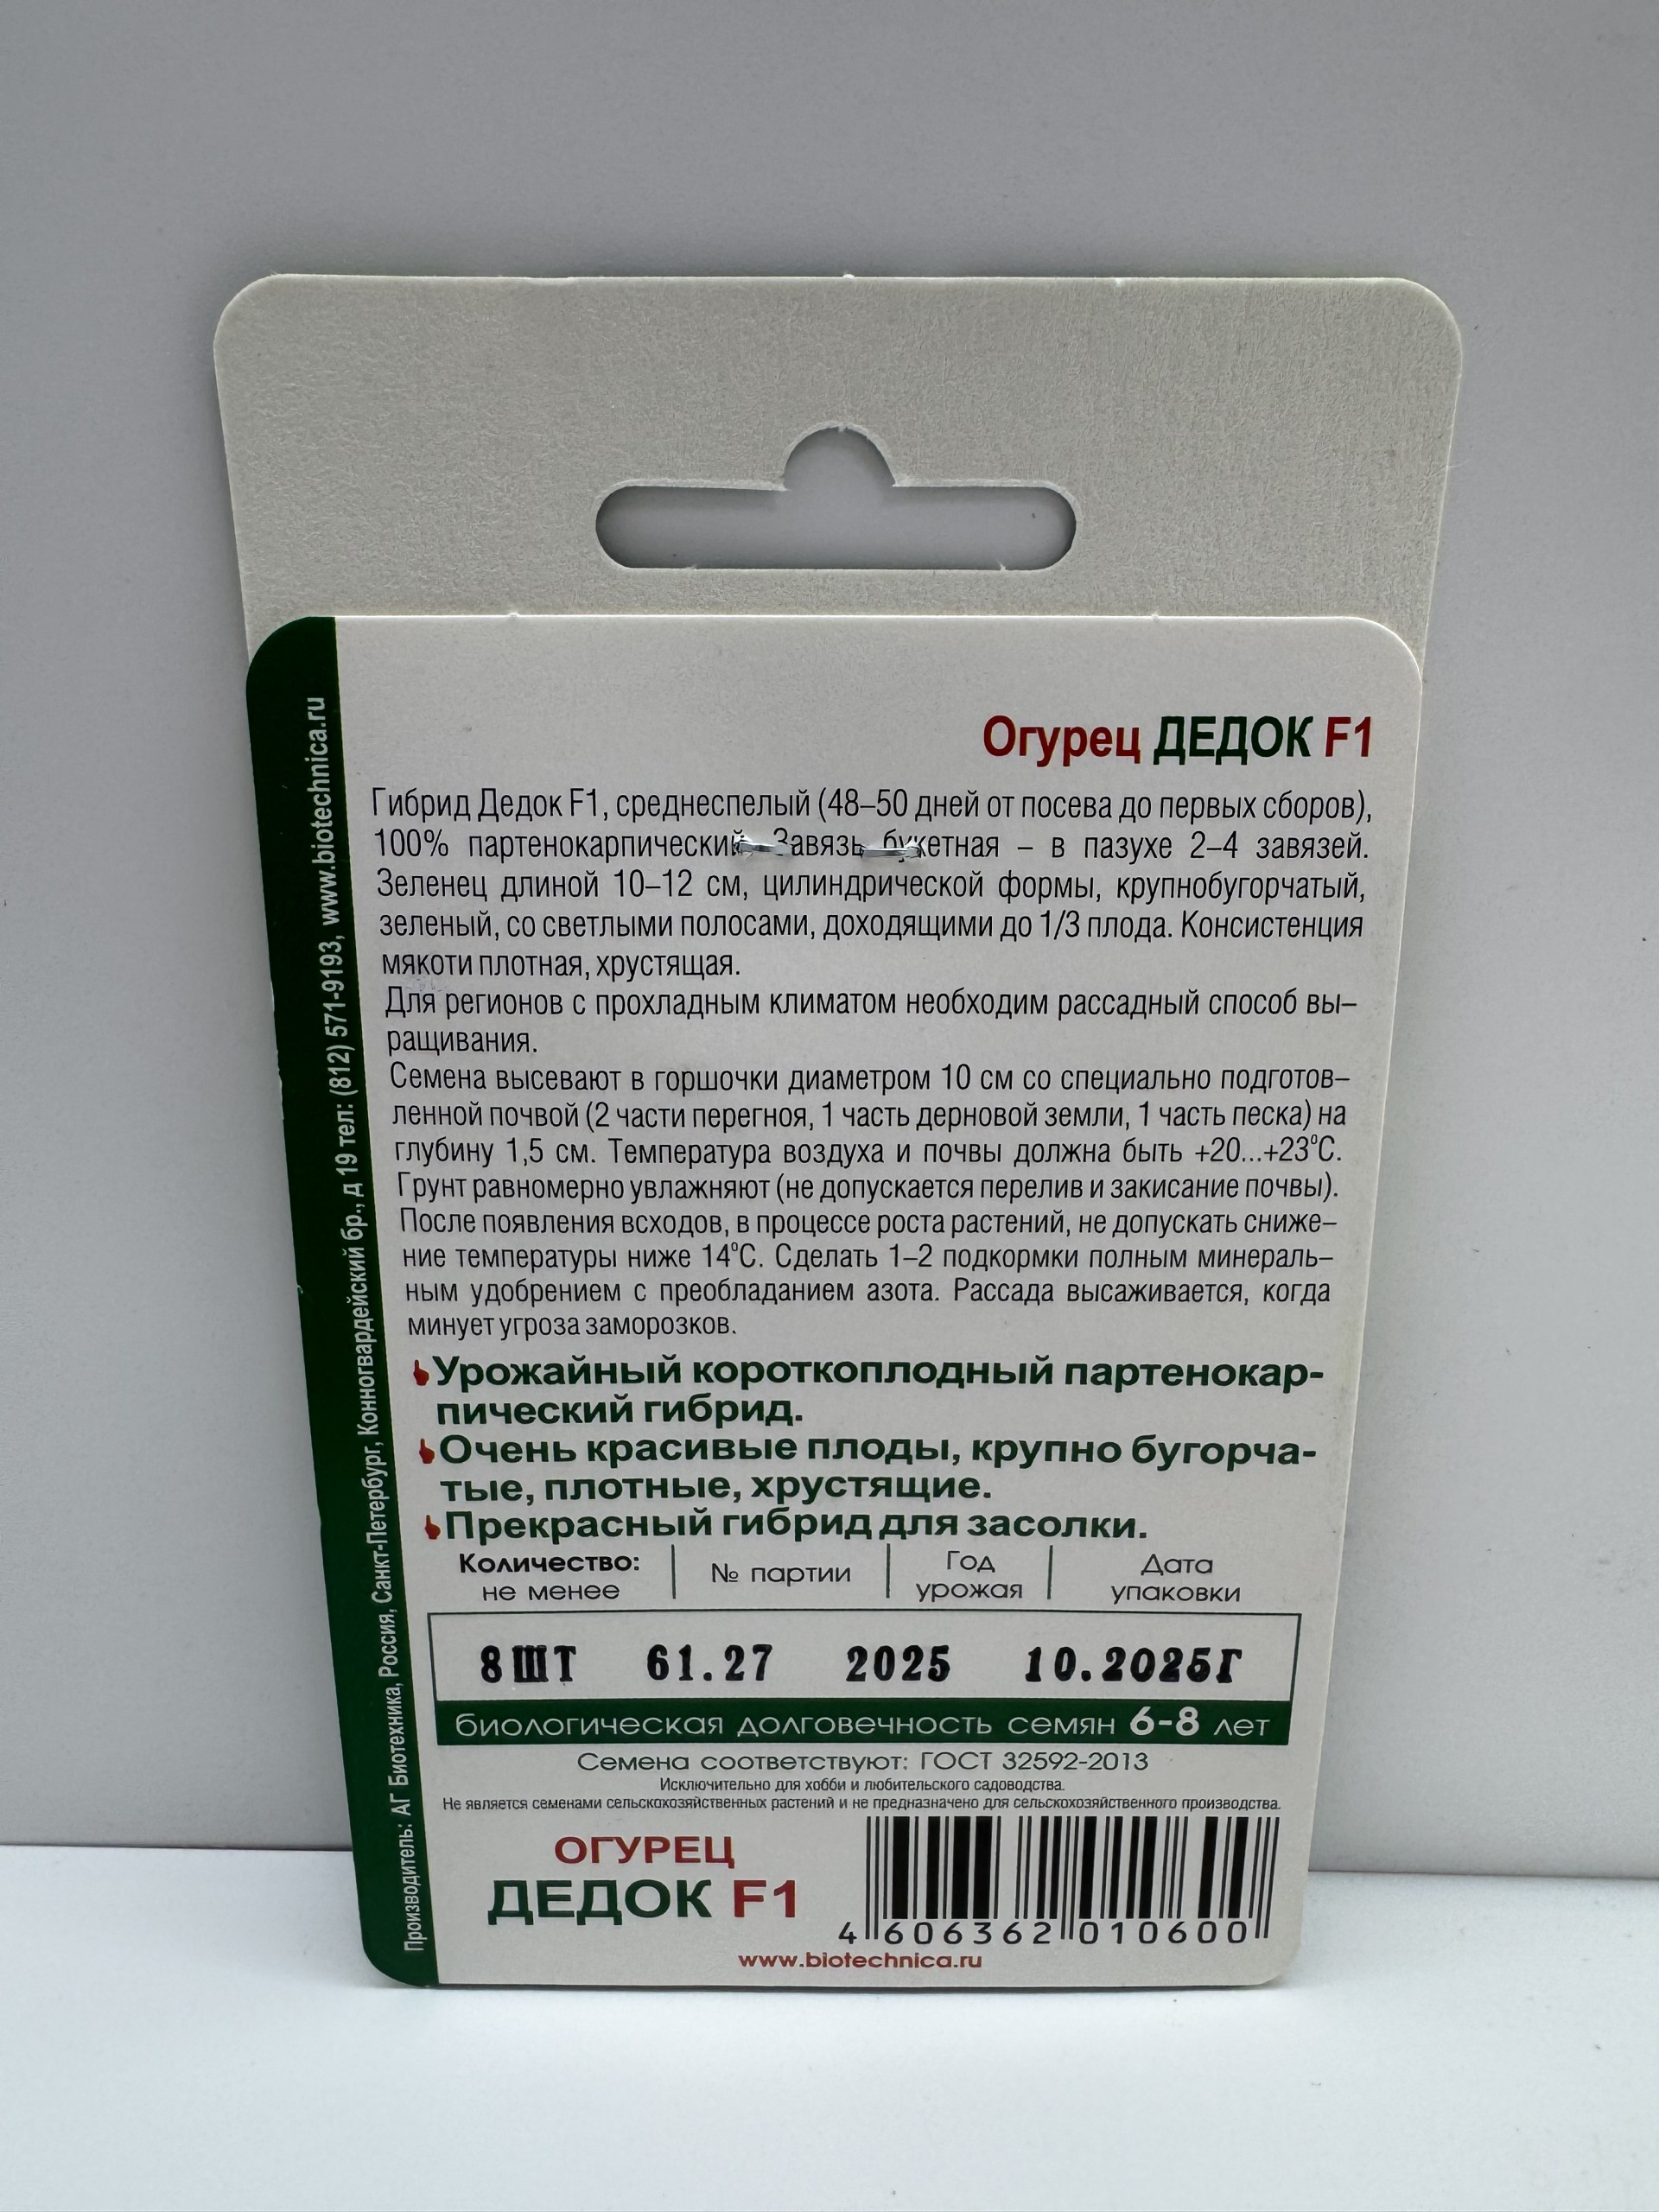 Огурец ДЕДОК F1
Гибрид Дедок F1, среднеспелый (48–50 дней от посева до первых сборов),
100% партенокарпический. Завязь букетная – в пазухе 2–4 завязей.
Зеленец длиной 10–12 см, цилиндрической формы, крупнобугорчатый,
зеленый, со светлыми полосами, доходящими до 1/3 плода. Консистенция
мякоти плотная, хрустящая.
Для регионов с прохладным климатом необходим рассадный способ вы–
ращивания.
Семена высевают в горшочки диаметром 10 см со специально подготов–
ленной почвой (2 части перегноя, 1 часть дерновой земли, 1 часть песка) на
глубину 1,5 см. Температура воздуха и почвы должна быть +20...+23°С.
Грунт равномерно увлажняют (не допускается перелив и закисание почвы).
После появления всходов, в процессе роста растений, не допускать сниже–
ние температуры ниже 14°С. Сделать 1–2 подкормки полным минераль–
ным удобрением с преобладанием азота. Рассада высаживается, когда
минует угроза заморозков.
Урожайный короткоплодный партенокар-
пический гибрид.
Очень красивые плоды, крупно бугорча-
тые, плотные, хрустящие.
Прекрасный гибрид для засолки.
Количество: не менее
№ партии
Год урожая
Дата упаковки
8ШТ 61.27 2025 10.2025Г
биологическая долговечность семян 6-8 лет
Семена соответствуют: ГОСТ 32592-2013
Исключительно для хобби и любительского садоводства.
Не является семенами сельскохозяйственных растений и не предназначено для сельскохозяйственного производства.
ОГУРЕЦ
ДЕДОК F1
4 606362 010600
www.biotechnica.ru
Производитель: АГ Биотехника, Россия, Санкт-Петербург, Конногвардейский бр., д 19 тел: (812) 571-9193, www.biotechnica.ru